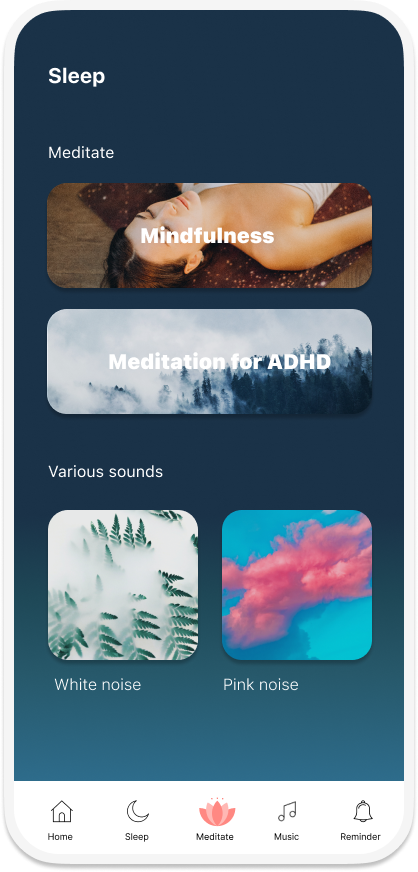 Sleep
Meditate
Mindfulness
Meditation for ADHD
Various sounds
White noise
Pink noise
Home
Sleep
Meditate
Music
Reminder